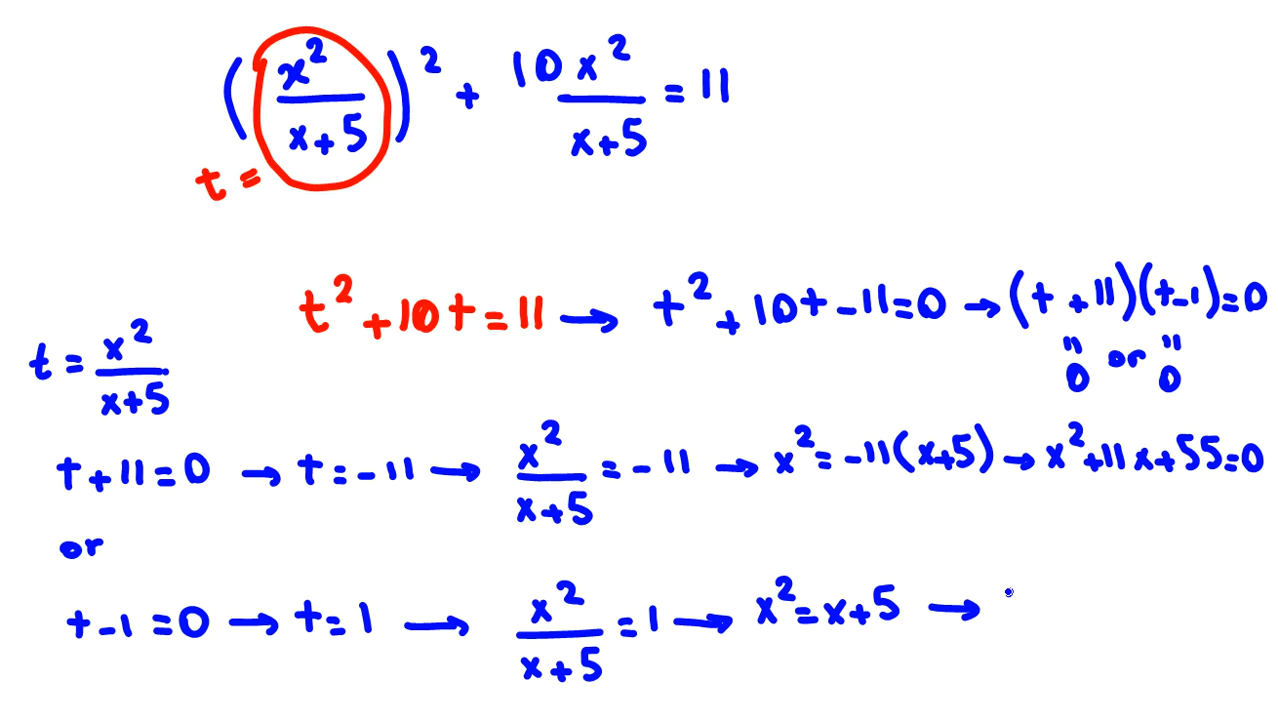 (x²/(x+5))² + 10x²/(x+5) = 11
t =
t² + 10t = 11 → t² + 10t - 11 = 0 → (t + 11)(t - 1) = 0
" or "
0 0
t = x²/(x+5)
t + 11 = 0 → t = -11 → x²/(x+5) = -11 → x² = -11(x+5) → x² + 11x + 55 = 0
or
t - 1 = 0 → t = 1 → x²/(x+5) = 1 → x² = x + 5 →